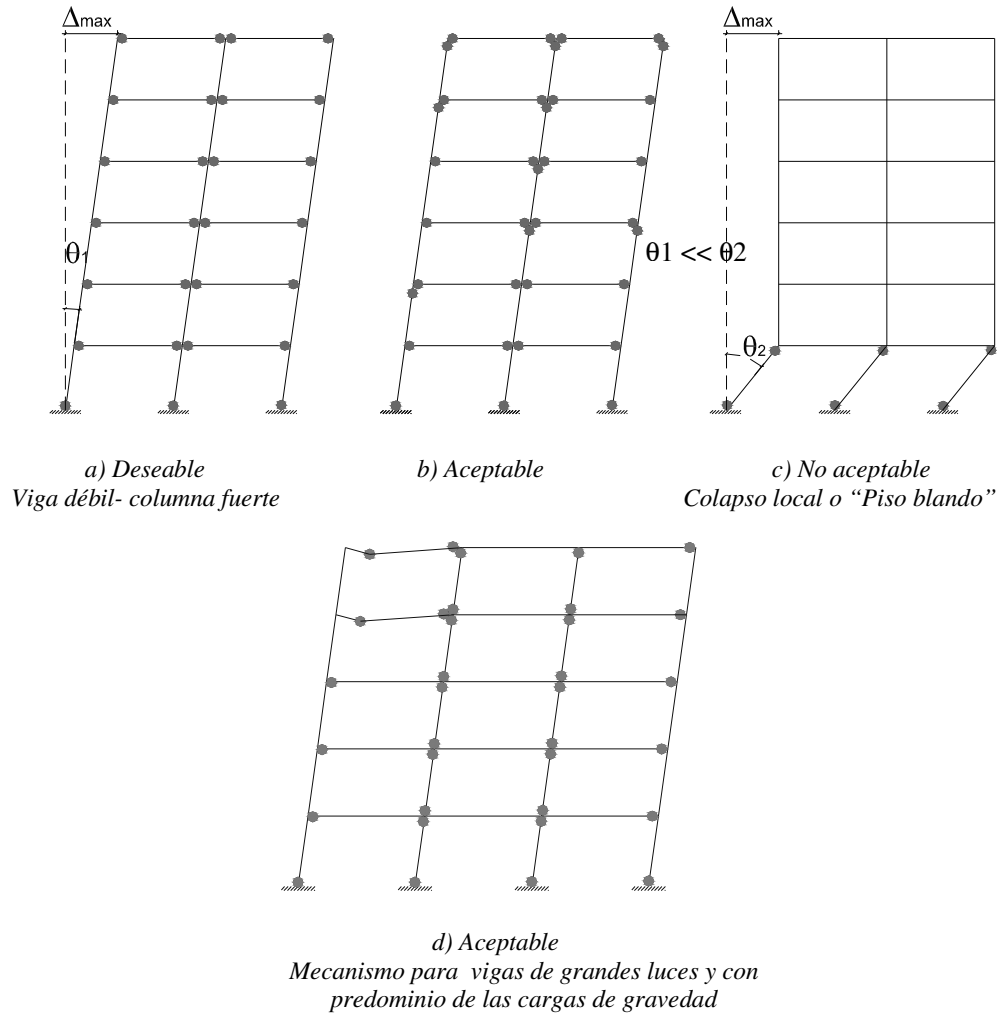 Δmax
Δmax
θ1
θ1 << θ2
θ2
a) Deseable
Viga débil- columna fuerte
b) Aceptable
c) No aceptable
Colapso local o “Piso blando”
d) Aceptable
Mecanismo para vigas de grandes luces y con
predominio de las cargas de gravedad